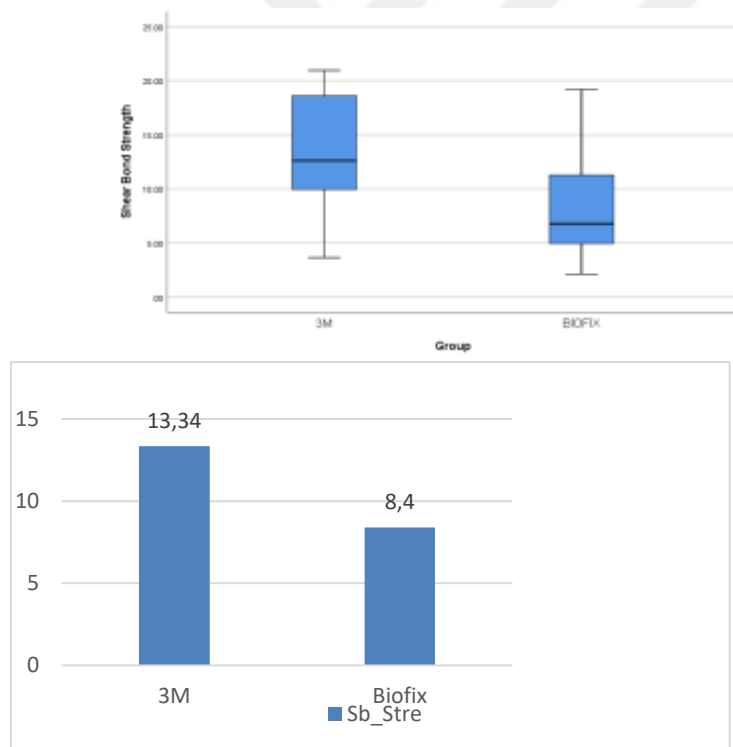 25.00
20.00
15.00
10.00
5.00
.00
Shear Bond Strength
3M BIOFIX
Group
15
10
5
0
13,34
8,4
3M Biofix
Sb_Stre